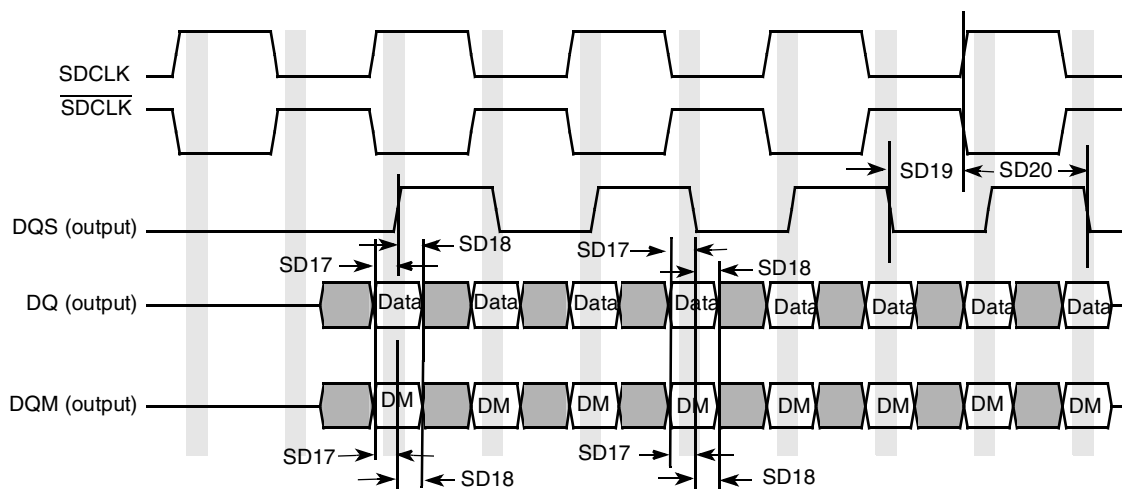 SDCLK
SDCLK
SD19 SD20
DQS (output)
SD18 SD17
SD17 SD18
DQ (output) Data Data Data Data Data Data Data Data
DQM (output) DM DM DM DM DM DM DM DM
SD17 SD17
SD18 SD18